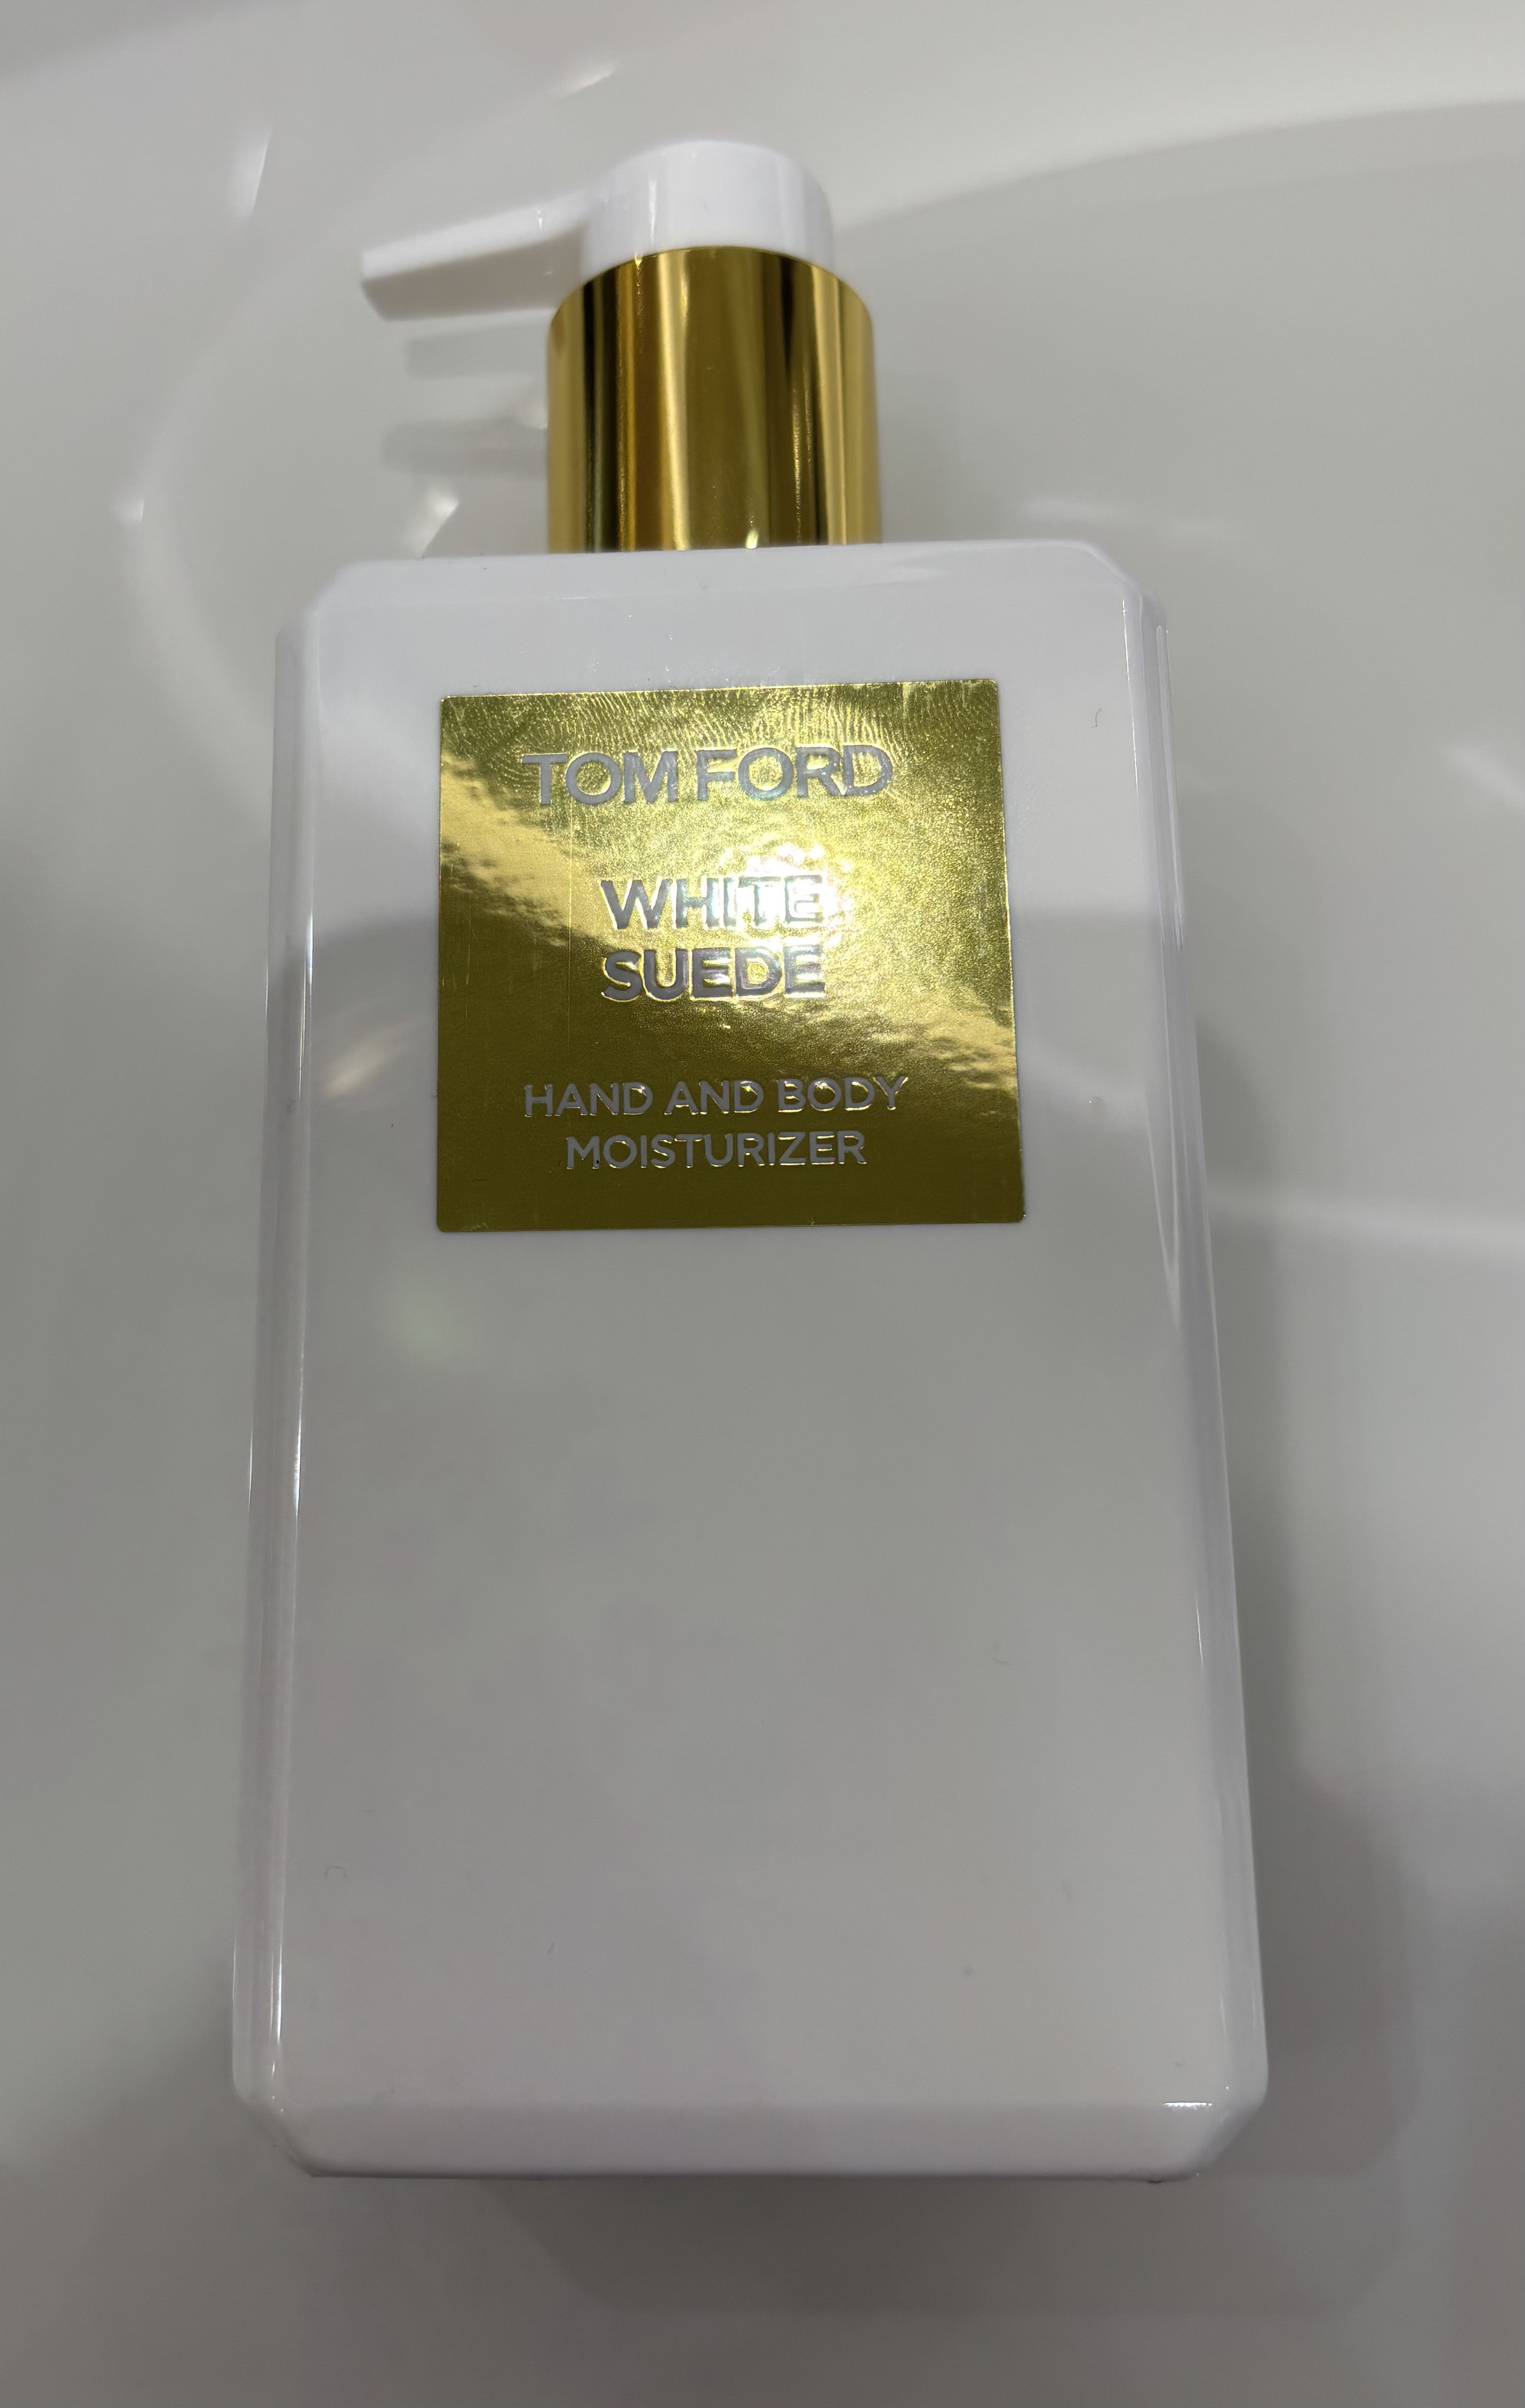 TOM FORD
WHITE
SUEDE
HAND AND BODY
MOISTURIZER